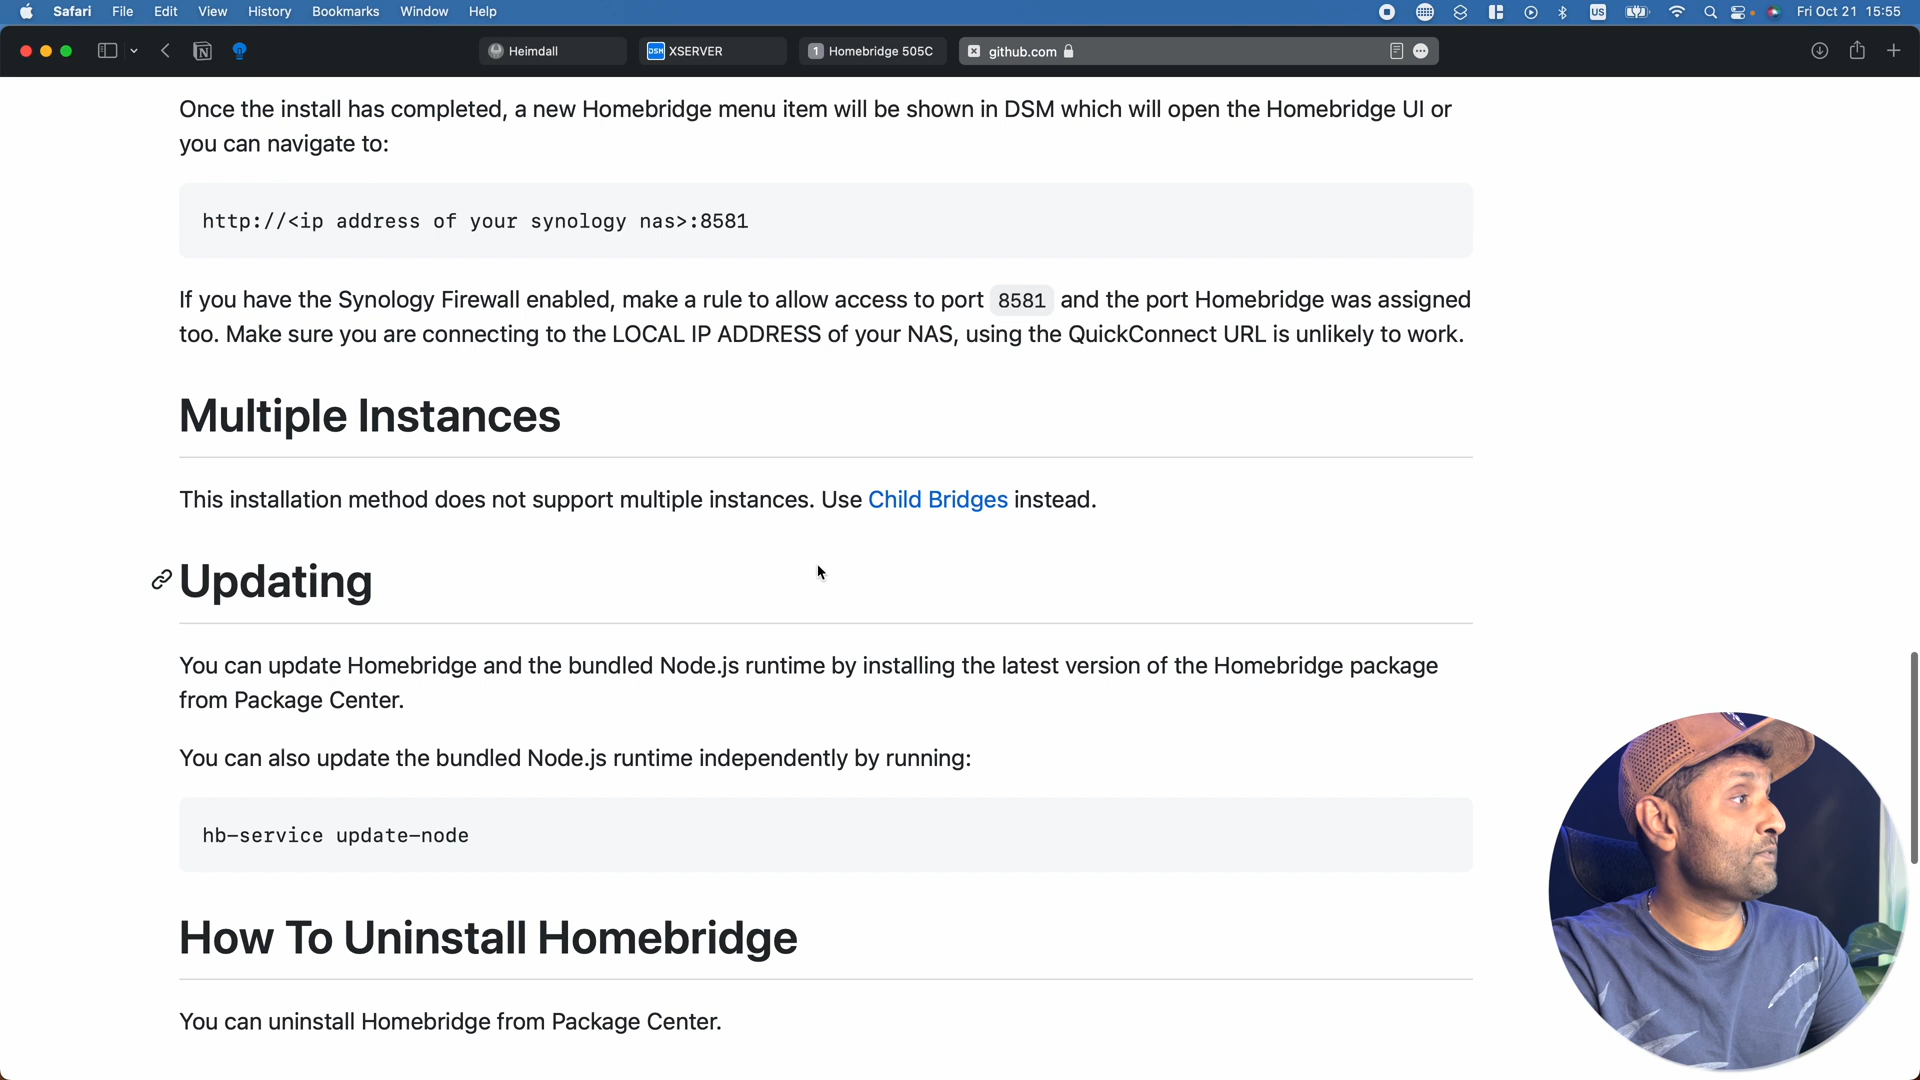 Safari File Edit View History Bookmarks Window Help US Fri Oct 21 15:55
Heimdall DSM XSERVER 1 Homebridge 505C github.com
Once the install has completed, a new Homebridge menu item will be shown in DSM which will open the Homebridge UI or
you can navigate to:
http://<ip address of your synology nas>:8581
If you have the Synology Firewall enabled, make a rule to allow access to port 8581 and the port Homebridge was assigned
too. Make sure you are connecting to the LOCAL IP ADDRESS of your NAS, using the QuickConnect URL is unlikely to work.
Multiple Instances
This installation method does not support multiple instances. Use Child Bridges instead.
Updating
You can update Homebridge and the bundled Node.js runtime by installing the latest version of the Homebridge package
from Package Center.
You can also update the bundled Node.js runtime independently by running:
hb-service update-node
How To Uninstall Homebridge
You can uninstall Homebridge from Package Center.